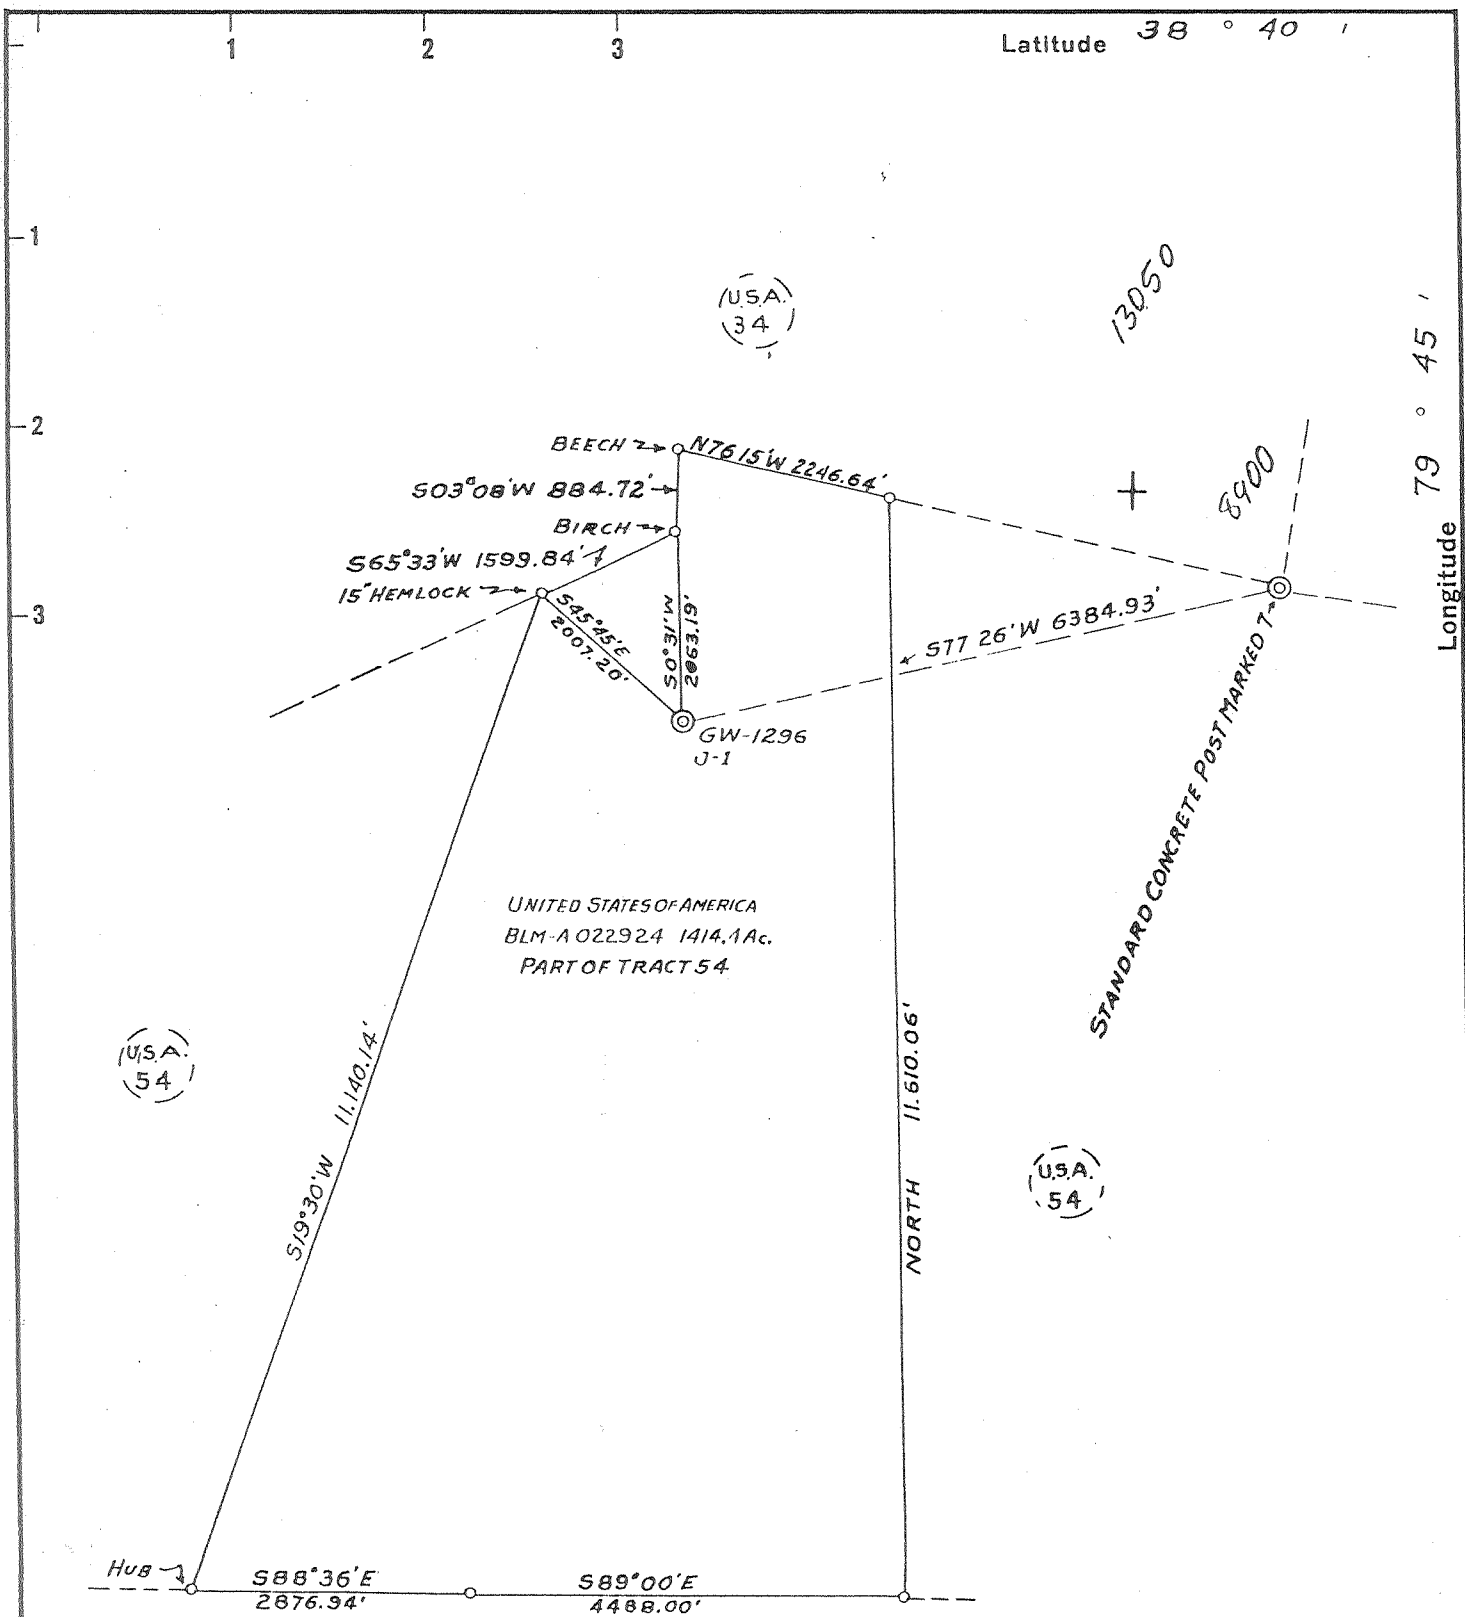 1 2 3
Latitude 38 ° 40 '
1
2
3
79 ° 45 '
Longitude
(U.S.A.)
34
13050
8900
BEECH
N76 15'W 2246.64'
S03°08'W 884.72'
BIRCH
S65°33'W 1599.84'
15" HEMLOCK
S45°45'E
2007.20'
S0°31'W
2063.19'
S77 26'W 6384.93'
GW-1296
J-1
STANDARD CONCRETE POST MARKED 7
UNITED STATES OF AMERICA
BLM-A 022924 1414.1 Ac.
PART OF TRACT 54
U.S.A.
54
S19°30'W 11.140.14'
NORTH 11.610.06'
U.S.A.
54
HUB
S88°36'E
2876.94'
S89°00'E
4488.00'